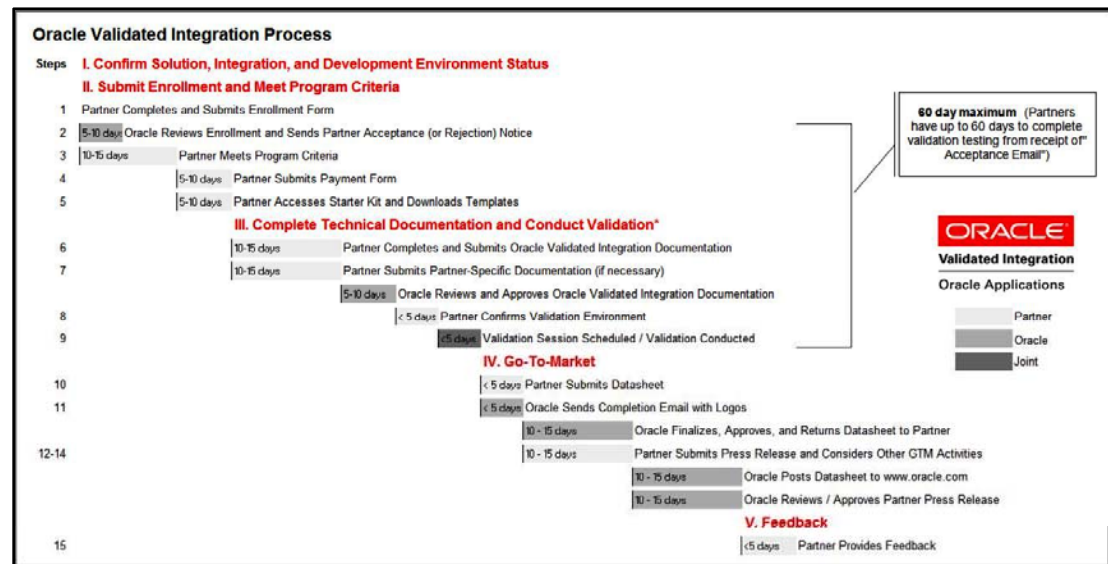 Oracle Validated Integration Process
Steps I. Confirm Solution, Integration, and Development Environment Status
II. Submit Enrollment and Meet Program Criteria
1 Partner Completes and Submits Enrollment Form
2 5-10 days Oracle Reviews Enrollment and Sends Partner Acceptance (or Rejection) Notice
3 10-15 days Partner Meets Program Criteria
4 5-10 days Partner Submits Payment Form
5 5-10 days Partner Accesses Starter Kit and Downloads Templates
III. Complete Technical Documentation and Conduct Validation*
6 10-15 days Partner Completes and Submits Oracle Validated Integration Documentation
7 10-15 days Partner Submits Partner-Specific Documentation (if necessary)
5-10 days Oracle Reviews and Approves Oracle Validated Integration Documentation
8 < 5 days Partner Confirms Validation Environment
9 <5 days Validation Session Scheduled / Validation Conducted
IV. Go-To-Market
10 < 5 days Partner Submits Datasheet
11 < 5 days Oracle Sends Completion Email with Logos
10 - 15 days Oracle Finalizes, Approves, and Returns Datasheet to Partner
12-14 10 - 15 days Partner Submits Press Release and Considers Other GTM Activities
10 - 15 days Oracle Posts Datasheet to www.oracle.com
10 - 15 days Oracle Reviews / Approves Partner Press Release
V. Feedback
15 <5 days Partner Provides Feedback
60 day maximum (Partners
have up to 60 days to complete
validation testing from receipt of"
Acceptance Email")
ORACLE
Validated Integration
Oracle Applications
Partner
Oracle
Joint